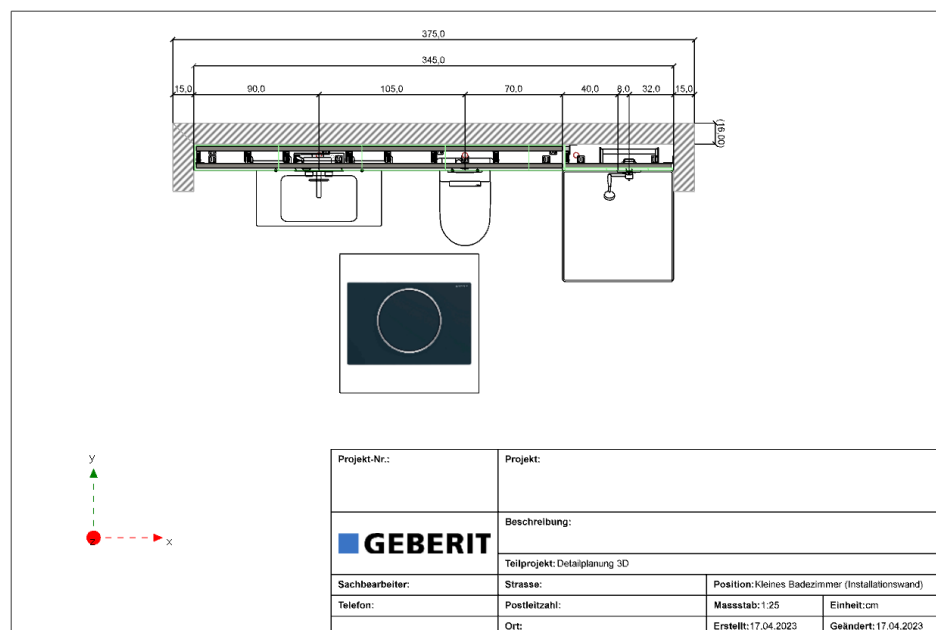 375,0
345,0
15,0 90,0 105,0 70,0 40,0 8,0 32,0 15,0
(16,00)
y
z x
Projekt-Nr.: Projekt:
Beschreibung:
GEBERIT
Teilprojekt: Detailplanung 3D
Sachbearbeiter: Strasse: Position: Kleines Badezimmer (Installationswand)
Telefon: Postleitzahl: Massstab: 1:25 Einheit: cm
Ort: Erstellt: 17.04.2023 Geändert: 17.04.2023